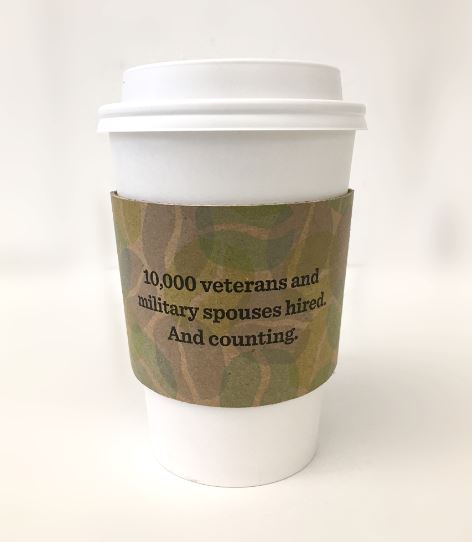 10,000 veterans and
military spouses hired.
And counting.